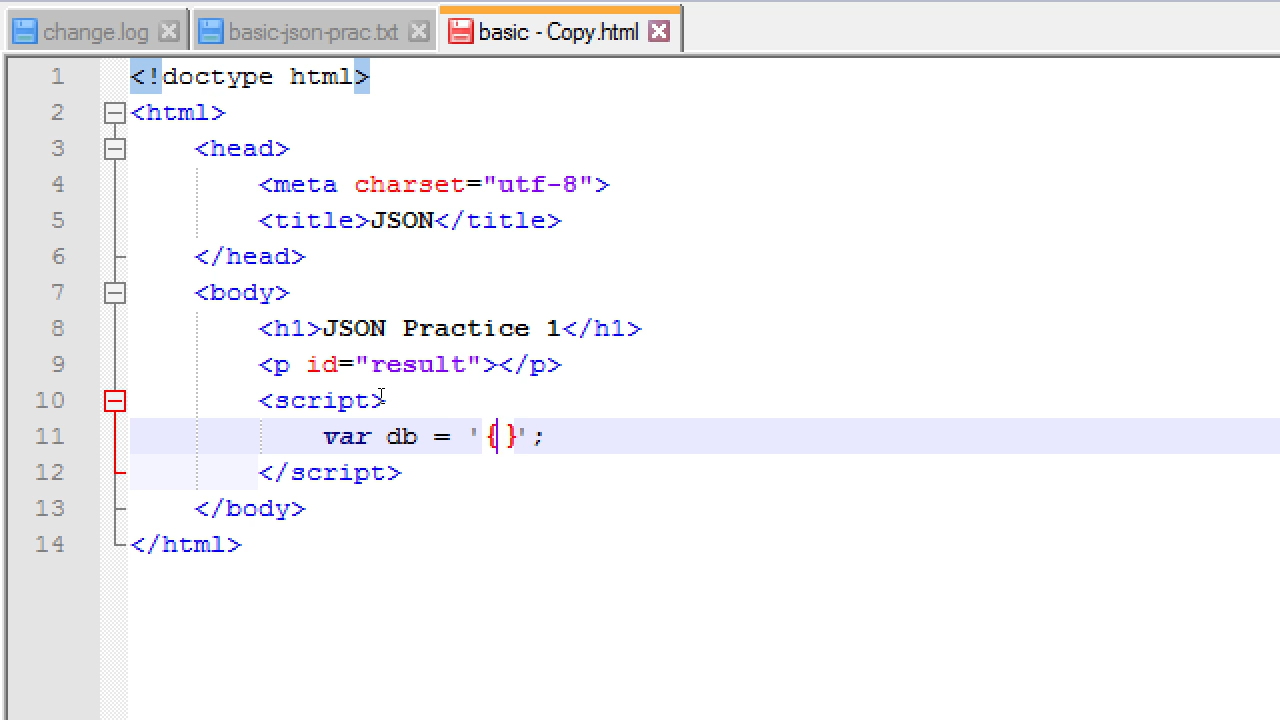 change.log basic-json-prac.txt basic - Copy.html
1 <!doctype html>
2 <html>
3 <head>
4 <meta charset="utf-8">
5 <title>JSON</title>
6 </head>
7 <body>
8 <h1>JSON Practice 1</h1>
9 <p id="result"></p>
10 <script>
11 var db = '{}';
12 </script>
13 </body>
14 </html>